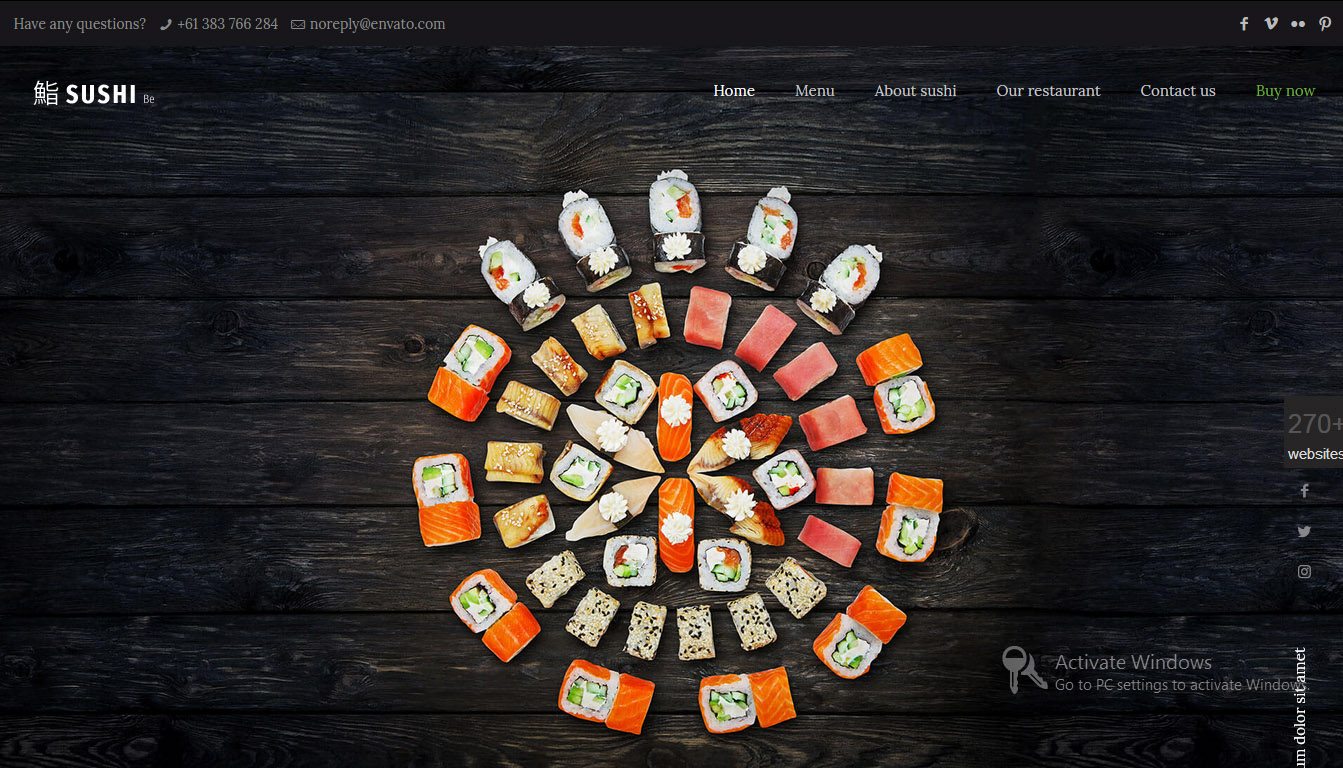 Have any questions? +61 383 766 284 noreply@envato.com
鮨 SUSHI Be
Home Menu About sushi Our restaurant Contact us Buy now
270+
websites
Activate Windows
Go to PC settings to activate Windows.
um dolor sit amet